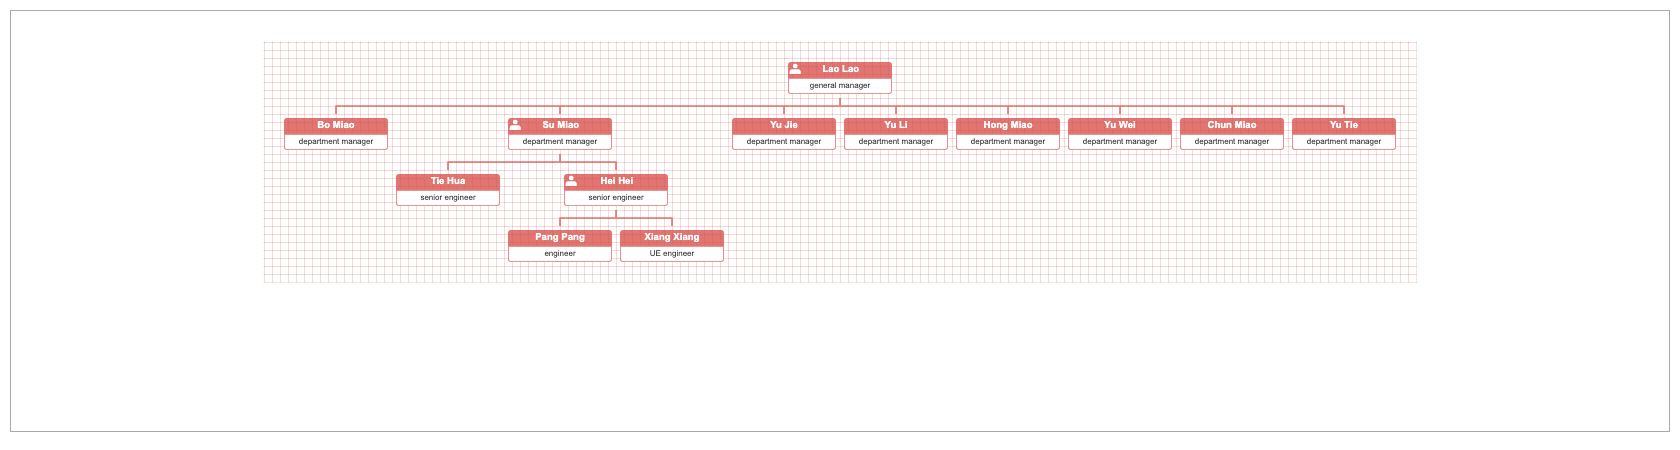 Lao Lao
general manager
Bo Miao
department manager
Su Miao
department manager
Yu Jie
department manager
Yu Li
department manager
Hong Miao
department manager
Yu Wei
department manager
Chun Miao
department manager
Yu Tie
department manager
Tie Hua
senior engineer
Hei Hei
senior engineer
Pang Pang
engineer
Xiang Xiang
UE engineer